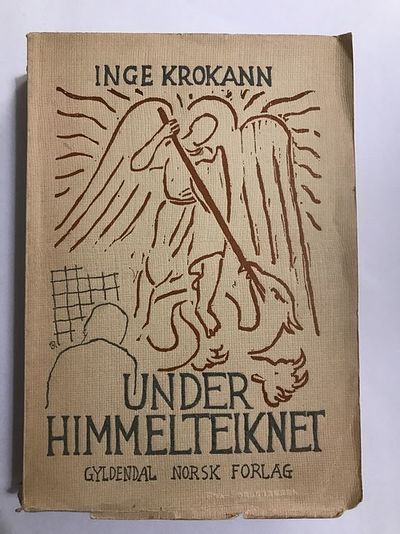 INGE KROKANN
UNDER
HIMMELTEIKNET
GYLDENDAL NORSK FORLAG